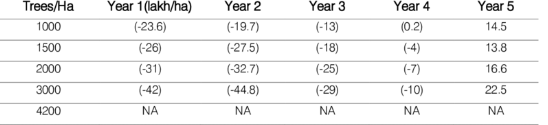 Trees/Ha Year 1(lakh/ha) Year 2 Year 3 Year 4 Year 5
1000 (-23.6) (-19.7) (-13) (0.2) 14.5
1500 (-26) (-27.5) (-18) (-4) 13.8
2000 (-31) (-32.7) (-25) (-7) 16.6
3000 (-42) (-44.8) (-29) (-10) 22.5
4200 NA NA NA NA NA